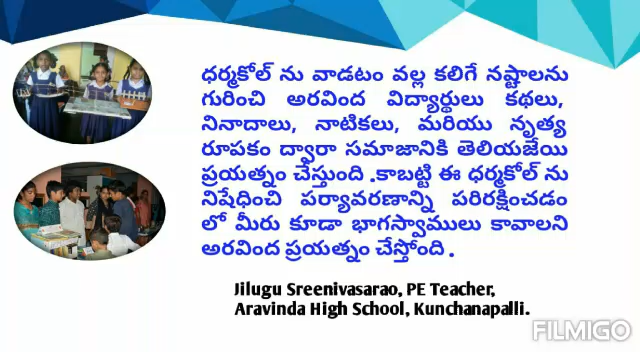 ధర్మకోల్ ను వాడటం వల్ల కలిగే నష్టాలను
గురించి అరవింద విద్యార్థులు కథలు,
నినాదాలు, నాటికలు, మరియు నృత్య
రూపకం ద్వారా సమాజానికి తెలియజేయి
ప్రయత్నం చేస్తుంది .కాబట్టి ఈ ధర్మకోల్ ను
నిషేధించి పర్యావరణాన్ని పరిరక్షించడం
లో మీరు కూడా భాగస్వాములు కావాలని
అరవింద ప్రయత్నం చేస్తోంది .
Jilugu Sreenivasarao, PE Teacher,
Aravinda High School, Kunchanapalli.
FILMIGO